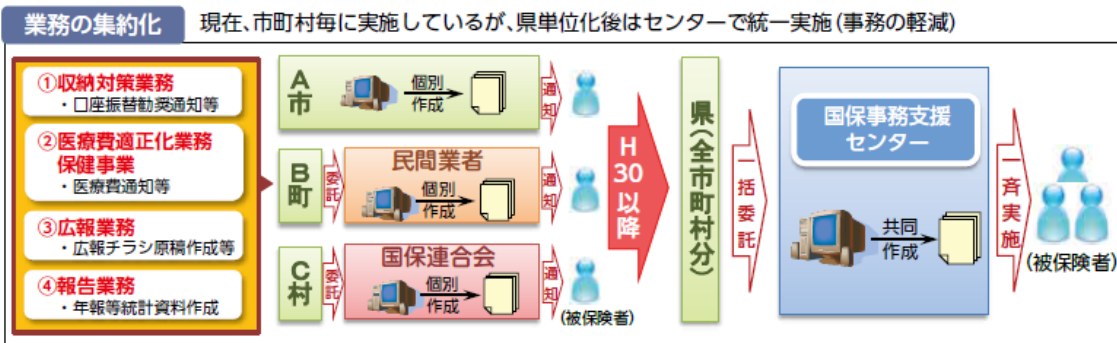 業務の集約化
現在、市町村毎に実施しているが、県単位化後はセンターで統一実施(事務の軽減)
①収納対策業務
・口座振替勧奨通知等
②医療費適正化業務
保健事業
・医療費通知等
③広報業務
・広報チラシ原稿作成等
④報告業務
・年報等統計資料作成
A市
個別
作成
通知
B町
委託
民間業者
個別
作成
通知
C村
委託
国保連合会
個別
作成
通知
(被保険者)
H30以降
県(全市町村分)
一括委託
国保事務支援
センター
共同
作成
一斉実施
(被保険者)